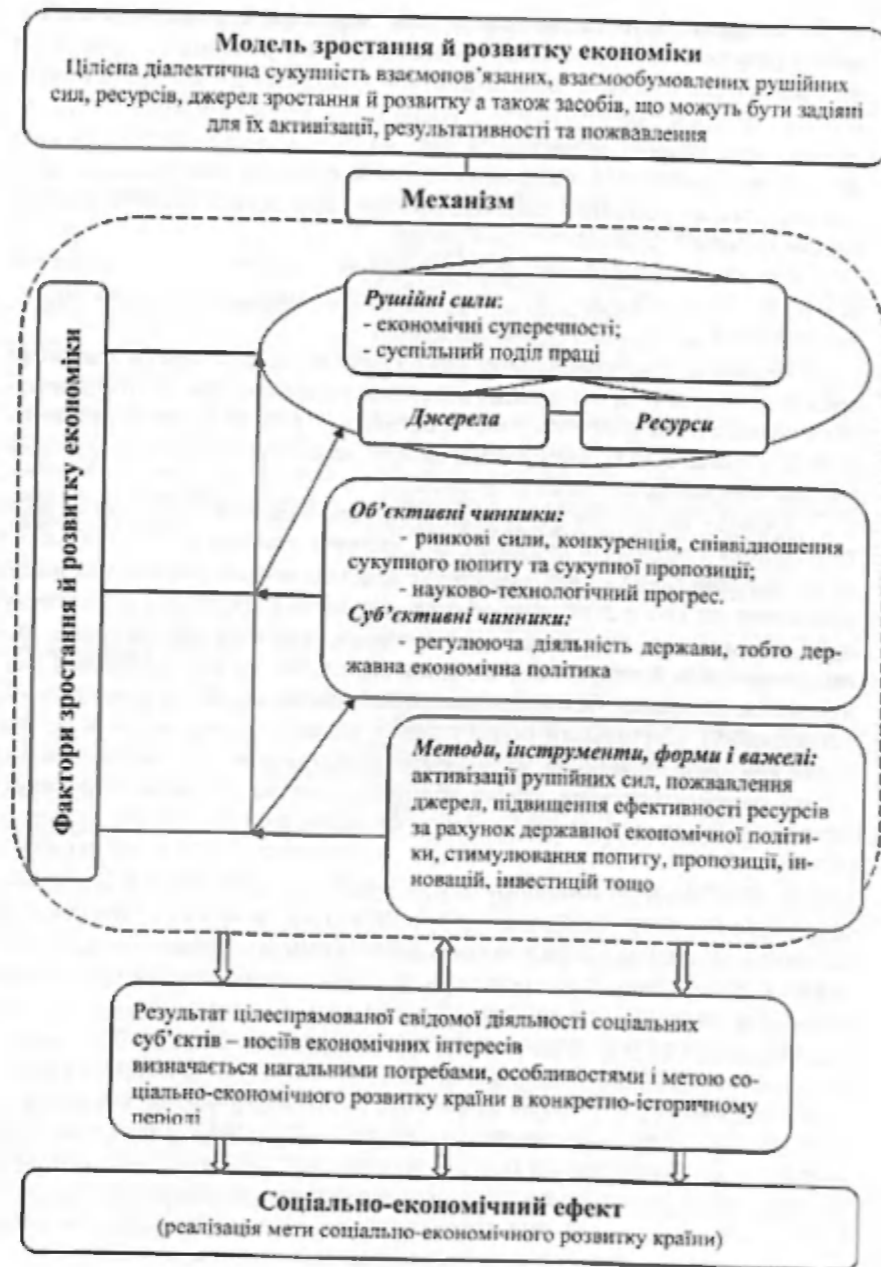 Модель зростання й розвитку економіки
Цілісна діалектична сукупність взаємопов’язаних, взаємообумовлених рушійних
сил, ресурсів, джерел зростання й розвитку а також засобів, що можуть бути задіяні
для їх активізації, результативності та пожвавлення
Механізм
Фактори зростання й розвитку економіки
Рушійні сили:
- економічні суперечності;
- суспільний поділ праці
Джерела
Ресурси
Об’єктивні чинники:
- ринкові сили, конкуренція, співвідношення
сукупного попиту та сукупної пропозиції;
- науково-технологічний прогрес.
Суб’єктивні чинники:
- регулююча діяльність держави, тобто дер-
жавна економічна політика
Методи, інструменти, форми і важелі:
активізації рушійних сил, пожвавлення
джерел, підвищення ефективності ресурсів
за рахунок державної економічної політи-
ки, стимулювання попиту, пропозиції, ін-
новацій, інвестицій тощо
Результат цілеспрямованої свідомої діяльності соціальних
суб’єктів – носіїв економічних інтересів
визначається нагальними потребами, особливостями і метою со-
ціально-економічного розвитку країни в конкретно-історичному
періоді
Соціально-економічний ефект
(реалізація мети соціально-економічного розвитку країни)